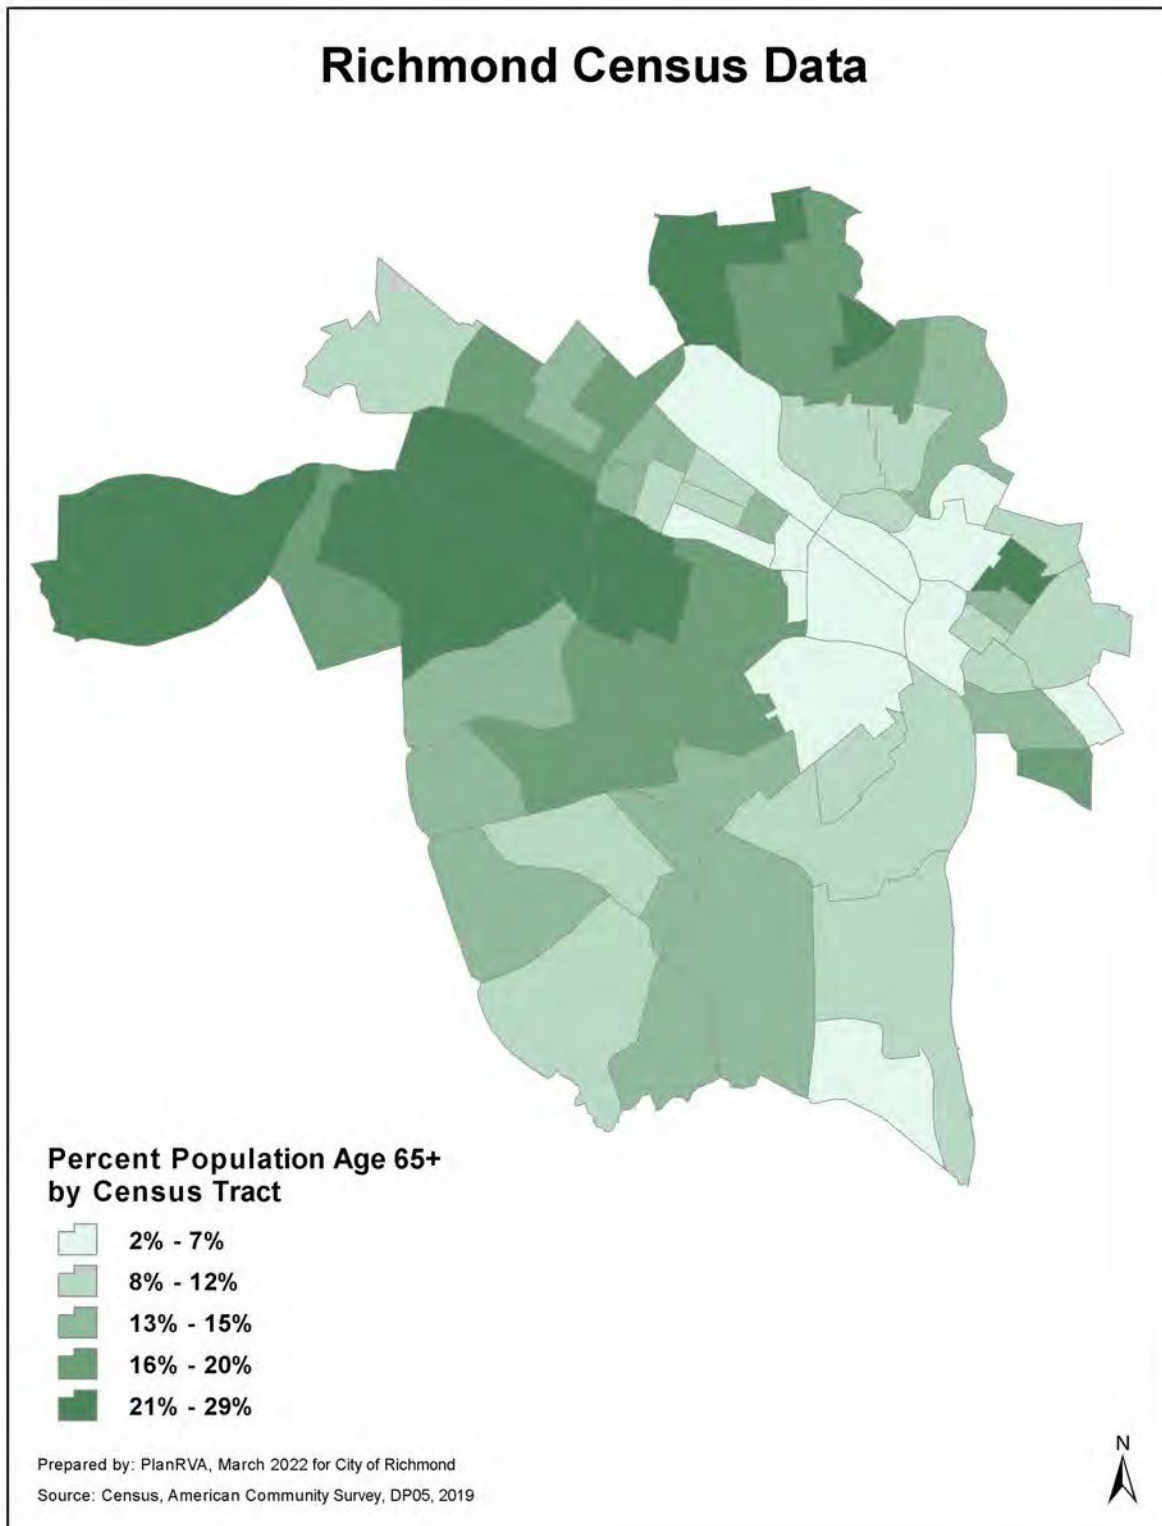 Richmond Census Data
Percent Population Age 65+
by Census Tract
2% - 7%
8% - 12%
13% - 15%
16% - 20%
21% - 29%
Prepared by: PlanRVA, March 2022 for City of Richmond
Source: Census, American Community Survey, DP05, 2019
N